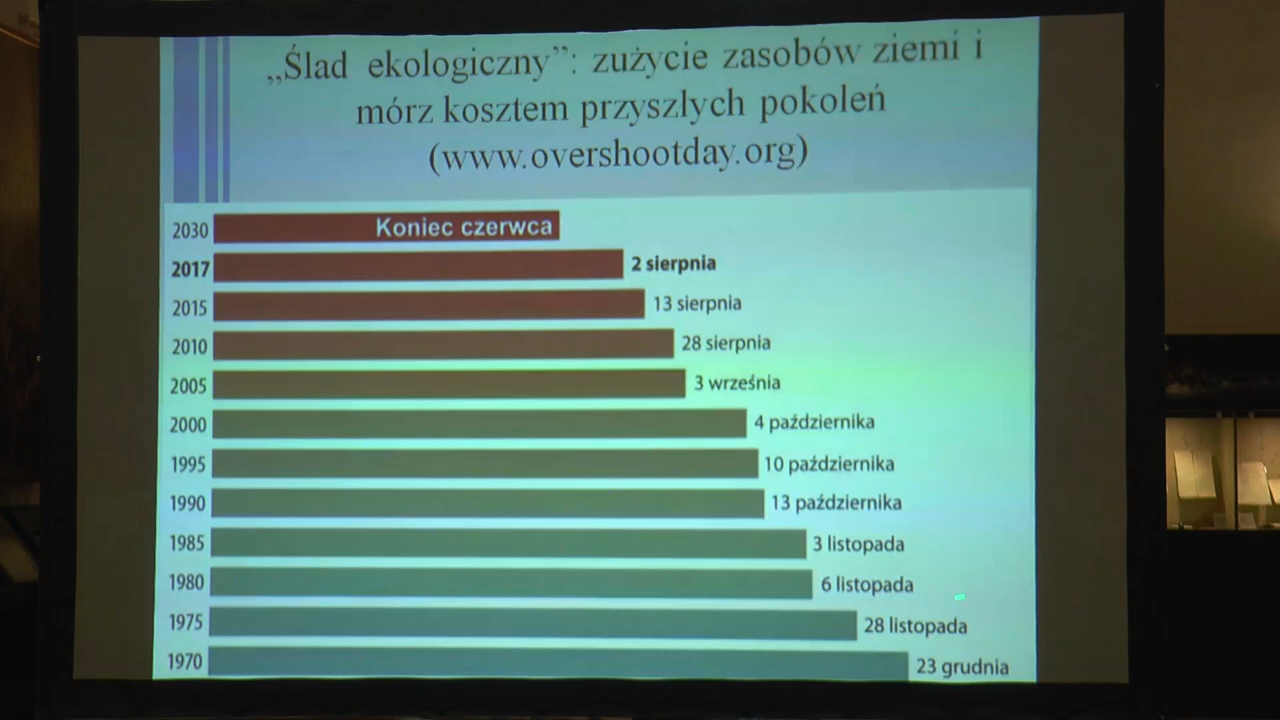 „Ślad ekologiczny”: zużycie zasobów ziemi i
mórz kosztem przyszłych pokoleń
(www.overshootday.org)
2030 Koniec czerwca
2017 2 sierpnia
2015 13 sierpnia
2010 28 sierpnia
2005 3 września
2000 4 października
1995 10 października
1990 13 października
1985 3 listopada
1980 6 listopada
1975 28 listopada
1970 23 grudnia